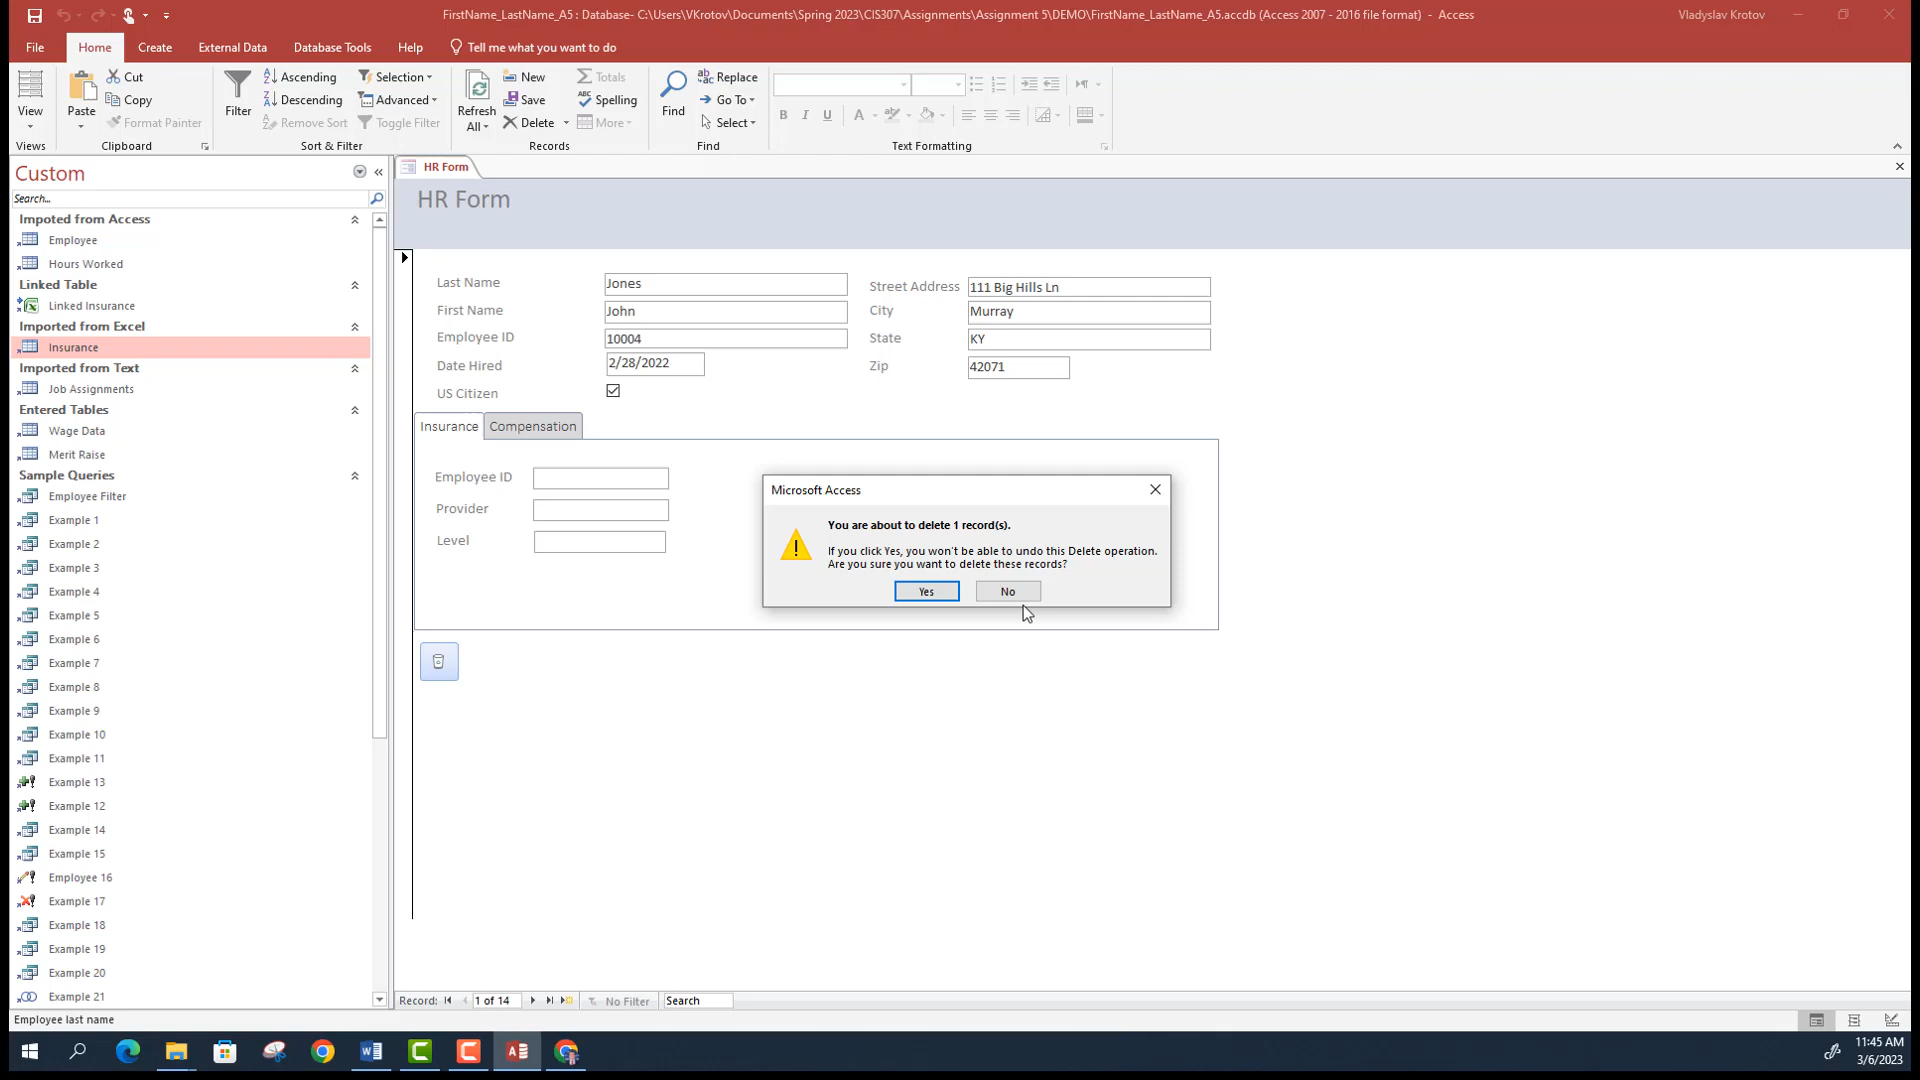 FirstName_LastName_A5 : Database- C:\Users\VKrotov\Documents\Spring 2023\CIS307\Assignments\Assignment 5\DEMO\FirstName_LastName_A5.accdb (Access 2007 - 2016 file format) - Access
Vladyslav Krotov
File Home Create External Data Database Tools Help Tell me what you want to do
View
Views
Paste
Cut
Copy
Format Painter
Clipboard
Filter
Ascending
Descending
Remove Sort
Selection
Advanced
Toggle Filter
Sort & Filter
Refresh
All
New
Save
Delete
Totals
Spelling
More
Records
Find
Replace
Go To
Select
Find
B I U A
Text Formatting
Custom
Search...
Impoted from Access
Employee
Hours Worked
Linked Table
Linked Insurance
Imported from Excel
Insurance
Imported from Text
Job Assignments
Entered Tables
Wage Data
Merit Raise
Sample Queries
Employee Filter
Example 1
Example 2
Example 3
Example 4
Example 5
Example 6
Example 7
Example 8
Example 9
Example 10
Example 11
Example 13
Example 12
Example 14
Example 15
Employee 16
Example 17
Example 18
Example 19
Example 20
Example 21
HR Form
HR Form
Last Name Jones
First Name John
Employee ID 10004
Date Hired 2/28/2022
US Citizen
Street Address 111 Big Hills Ln
City Murray
State KY
Zip 42071
Insurance Compensation
Employee ID
Provider
Level
Microsoft Access
You are about to delete 1 record(s).
If you click Yes, you won't be able to undo this Delete operation.
Are you sure you want to delete these records?
Yes No
Record: 1 of 14 No Filter Search
Employee last name
11:45 AM
3/6/2023